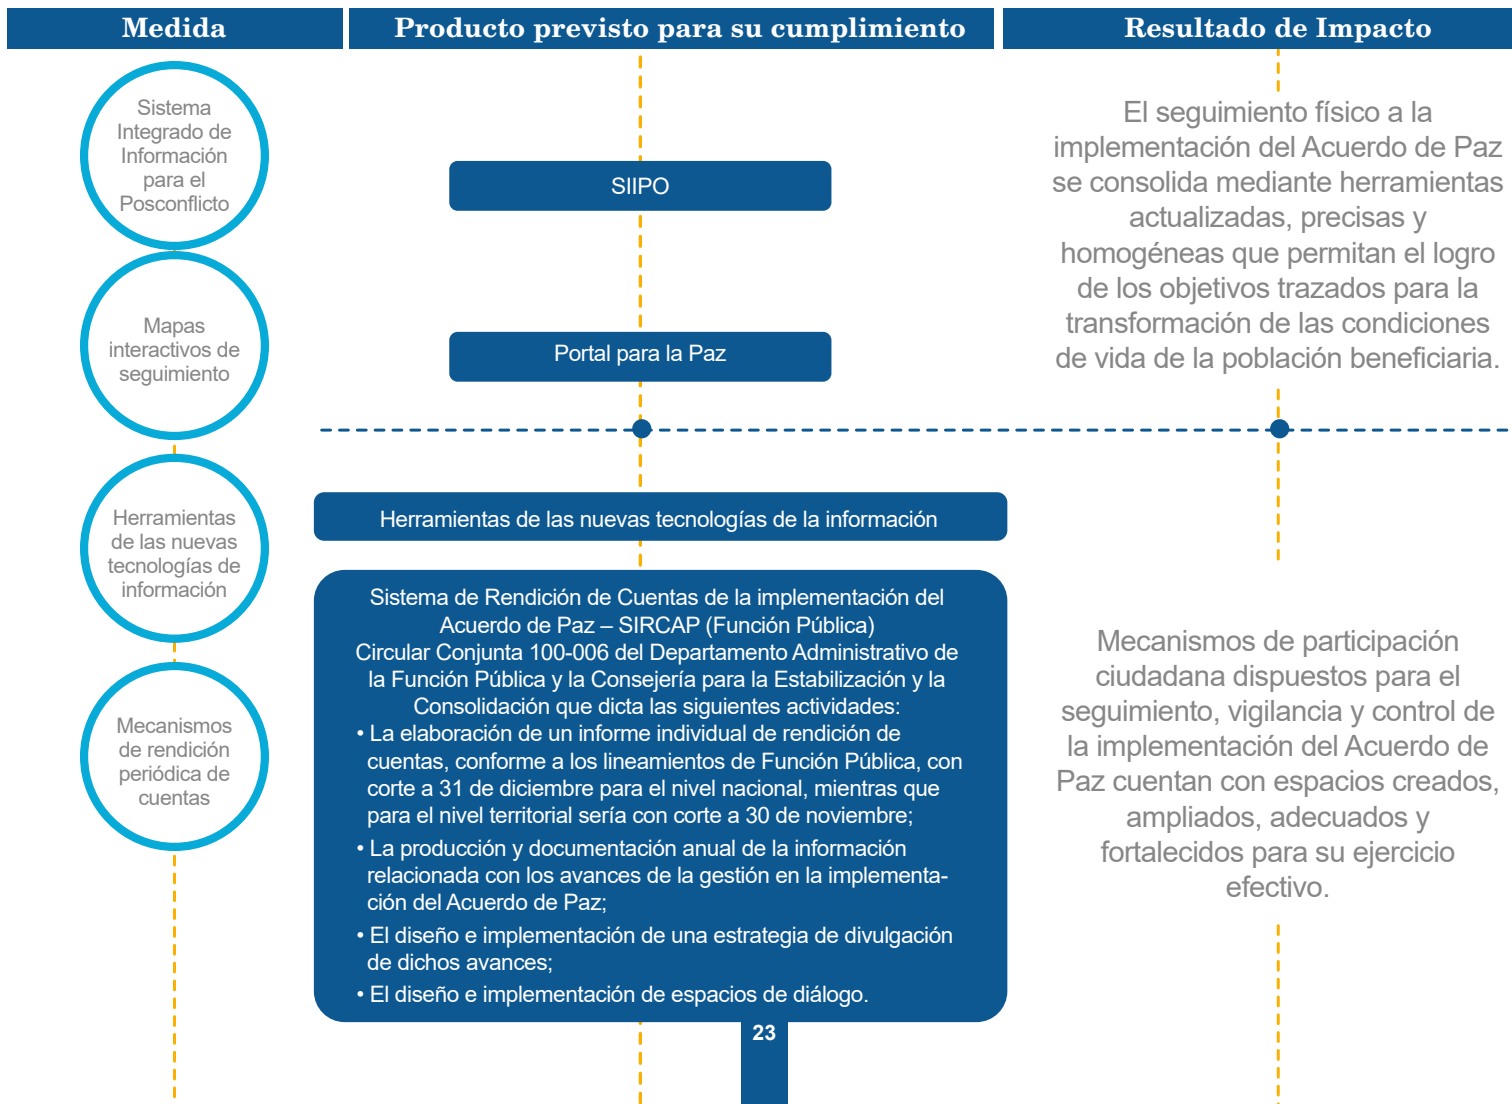 Medida
Producto previsto para su cumplimiento
Resultado de Impacto
Sistema
Integrado de
Información
para el
Posconflicto
SIIPO
El seguimiento físico a la
implementación del Acuerdo de Paz
se consolida mediante herramientas
actualizadas, precisas y
homogéneas que permitan el logro
de los objetivos trazados para la
transformación de las condiciones
de vida de la población beneficiaria.
Mapas
interactivos de
seguimiento
Portal para la Paz
Herramientas
de las nuevas
tecnologías de
información
Herramientas de las nuevas tecnologías de la información
Mecanismos
de rendición
periódica de
cuentas
Sistema de Rendición de Cuentas de la implementación del
Acuerdo de Paz – SIRCAP (Función Pública)
Circular Conjunta 100-006 del Departamento Administrativo de
la Función Pública y la Consejería para la Estabilización y la
Consolidación que dicta las siguientes actividades:
• La elaboración de un informe individual de rendición de
cuentas, conforme a los lineamientos de Función Pública, con
corte a 31 de diciembre para el nivel nacional, mientras que
para el nivel territorial sería con corte a 30 de noviembre;
• La producción y documentación anual de la información
relacionada con los avances de la gestión en la implementa-
ción del Acuerdo de Paz;
• El diseño e implementación de una estrategia de divulgación
de dichos avances;
• El diseño e implementación de espacios de diálogo.
Mecanismos de participación
ciudadana dispuestos para el
seguimiento, vigilancia y control de
la implementación del Acuerdo de
Paz cuentan con espacios creados,
ampliados, adecuados y
fortalecidos para su ejercicio
efectivo.
23